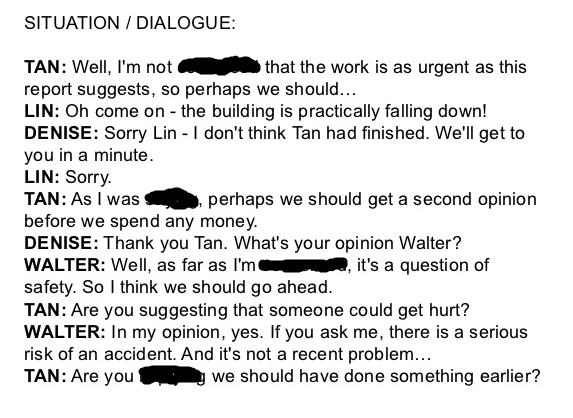 SITUATION / DIALOGUE:
TAN: Well, I'm not that the work is as urgent as this
report suggests, so perhaps we should…
LIN: Oh come on - the building is practically falling down!
DENISE: Sorry Lin - I don't think Tan had finished. We'll get to
you in a minute.
LIN: Sorry.
TAN: As I was , perhaps we should get a second opinion
before we spend any money.
DENISE: Thank you Tan. What's your opinion Walter?
WALTER: Well, as far as I'm , it's a question of
safety. So I think we should go ahead.
TAN: Are you suggesting that someone could get hurt?
WALTER: In my opinion, yes. If you ask me, there is a serious
risk of an accident. And it's not a recent problem…
TAN: Are you we should have done something earlier?